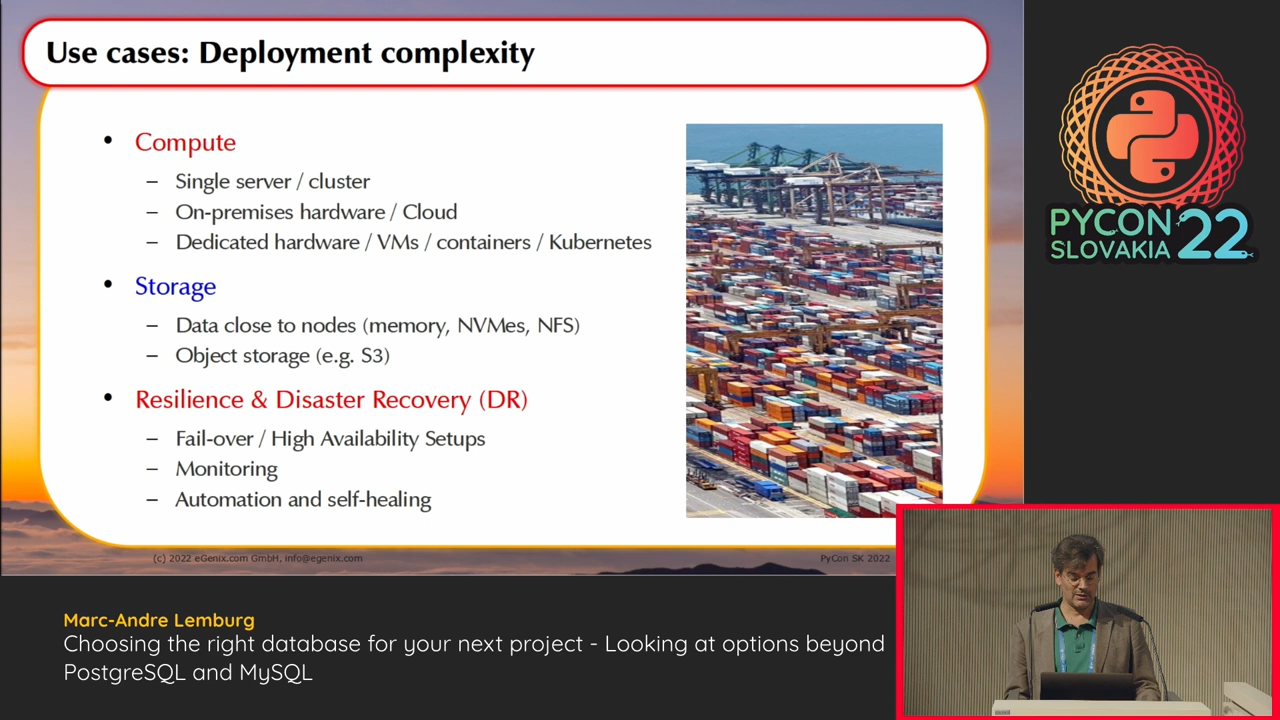 Use cases: Deployment complexity
• Compute
– Single server / cluster
– On-premises hardware / Cloud
– Dedicated hardware / VMs / containers / Kubernetes
• Storage
– Data close to nodes (memory, NVMes, NFS)
– Object storage (e.g. S3)
• Resilience & Disaster Recovery (DR)
– Fail-over / High Availability Setups
– Monitoring
– Automation and self-healing
(c) 2022 eGenix.com GmbH, info@egenix.com
PyCon SK 2022
PYCON
SLOVAKIA
22
Marc-Andre Lemburg
Choosing the right database for your next project - Looking at options beyond
PostgreSQL and MySQL